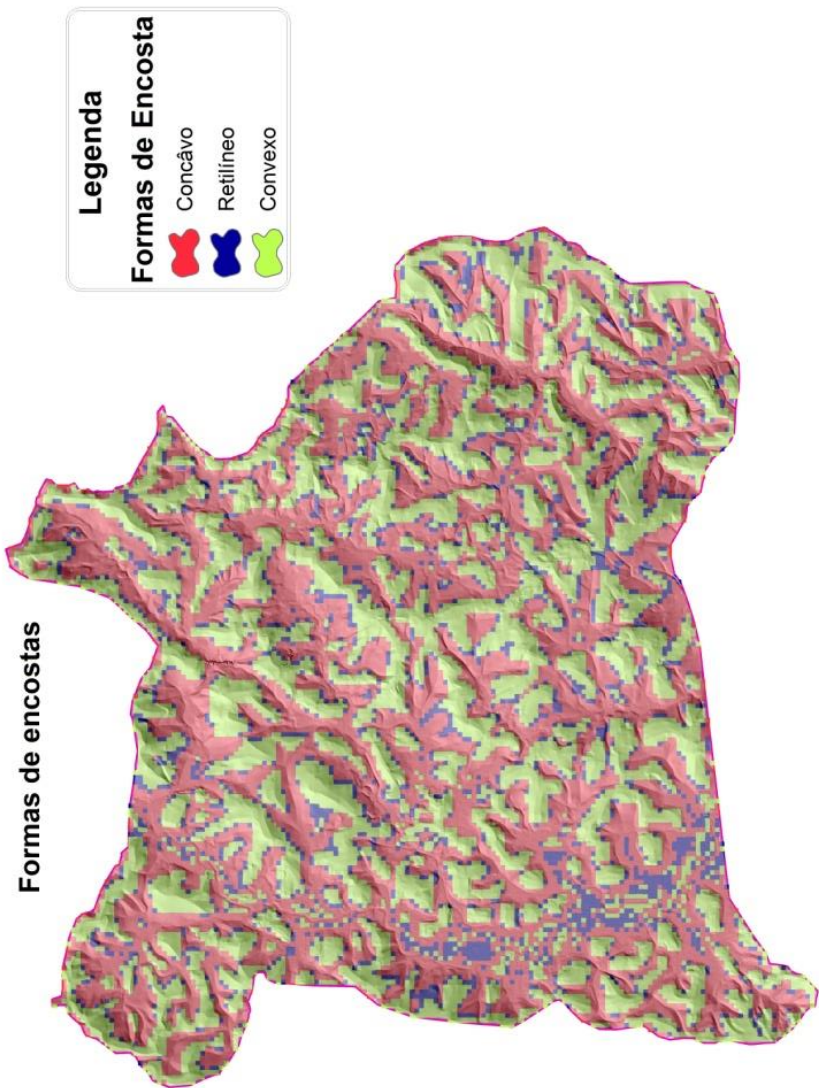 Formas de encostas
Legenda
Formas de Encosta
Concâvo
Retilíneo
Convexo